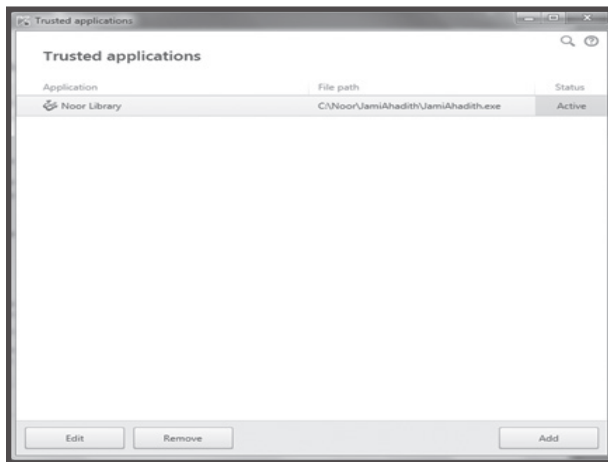 Trusted applications
Trusted applications
Application File path Status
Noor Library C:\Noor\JamiAhadith\JamiAhadith.exe Active
Edit Remove Add